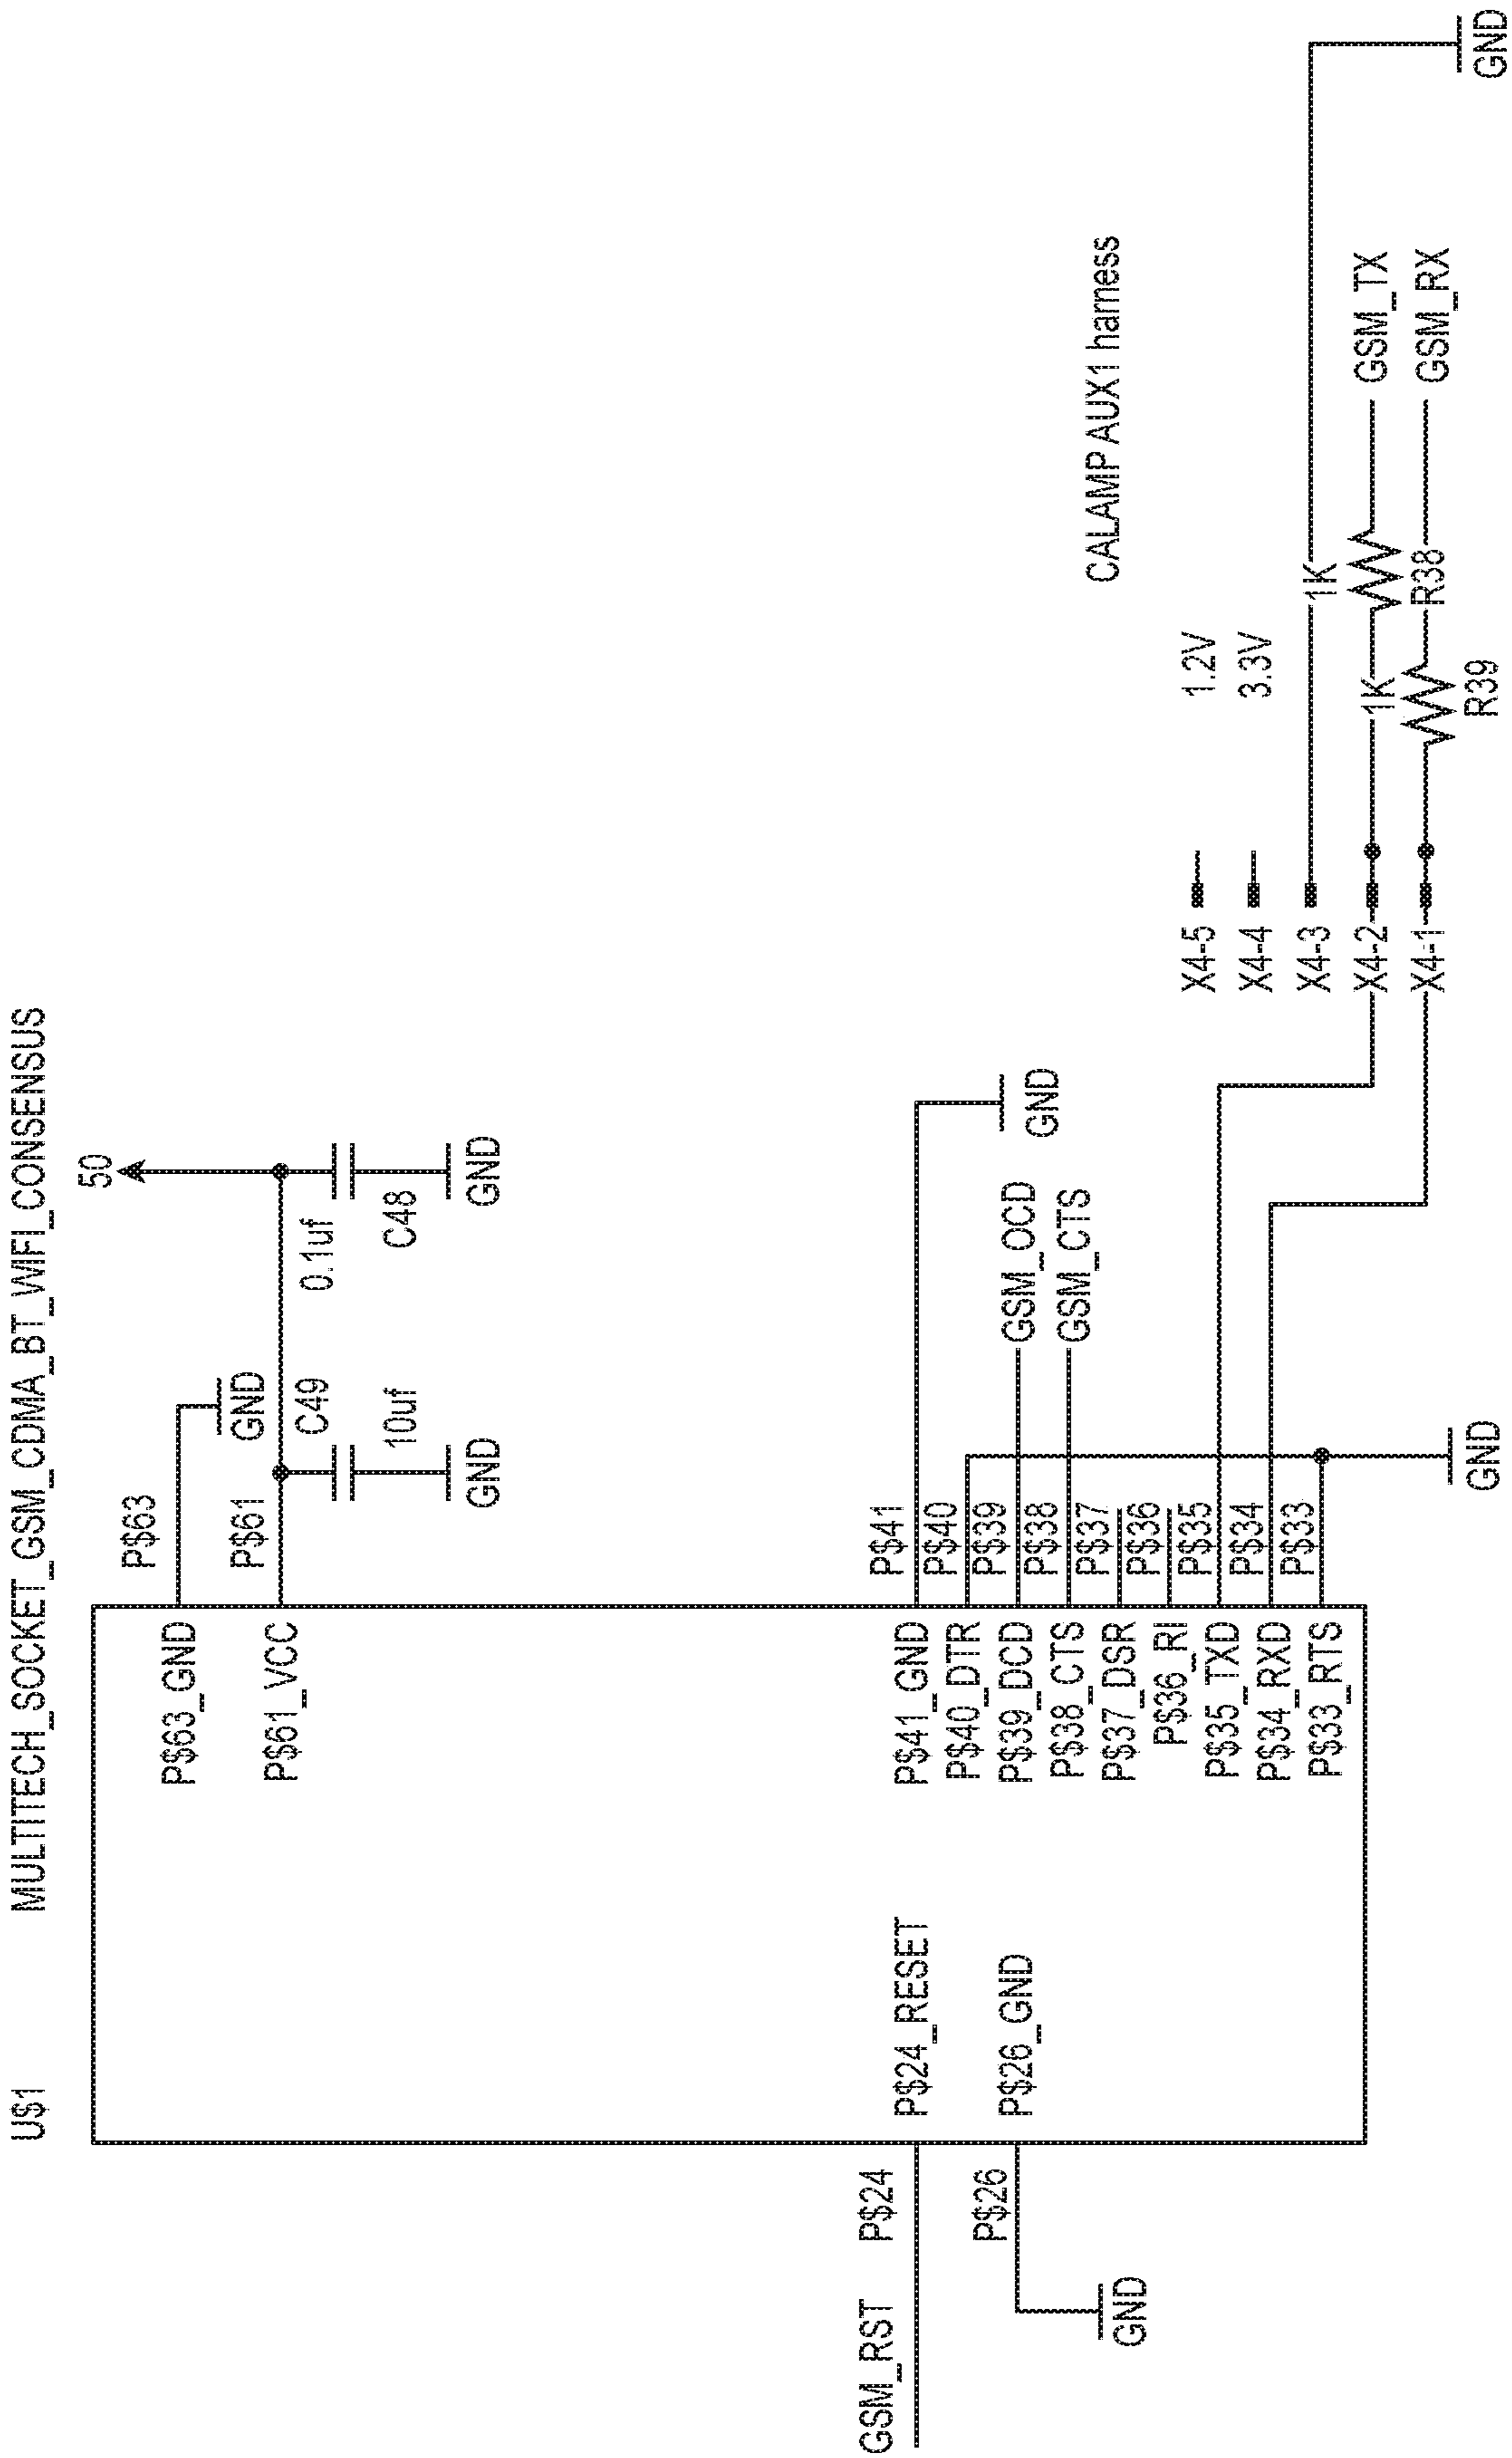 U$1
MULTITECH_SOCKET_GSM_CDMA_BT_WIFI_CONSENSUS
50
P$63
P$63_GND
GND
P$61
P$61_VCC
C49
10uf
GND
0.1uf
C48
GND
GSM_RST
P$24
P$24_RESET
P$26
P$26_GND
GND
P$41_GND
P$41
GND
P$40_DTR
P$40
P$39_DCD
P$39
GSM_OCD
P$38_CTS
P$38
GSM_CTS
P$37_DSR
P$37
P$36_RI
P$36
P$35_TXD
P$35
P$34_RXD
P$34
P$33_RTS
P$33
GND
CALAMP AUX1 harness
X4-5
1.2V
X4-4
3.3V
X4-3
GND
X4-2
1K
R38
GSM_TX
X4-1
1K
R39
GSM_RX